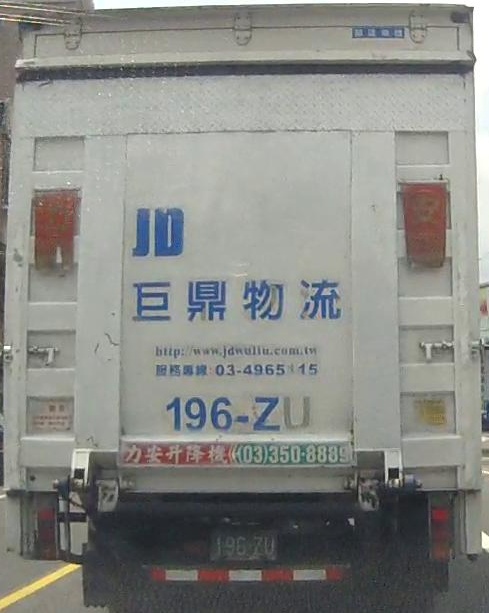 JD
巨鼎物流
http://www.jdwuliu.com.tw
服務專線:03-4965115
196-ZU
力安升降機 (03)350-8889
196-ZU